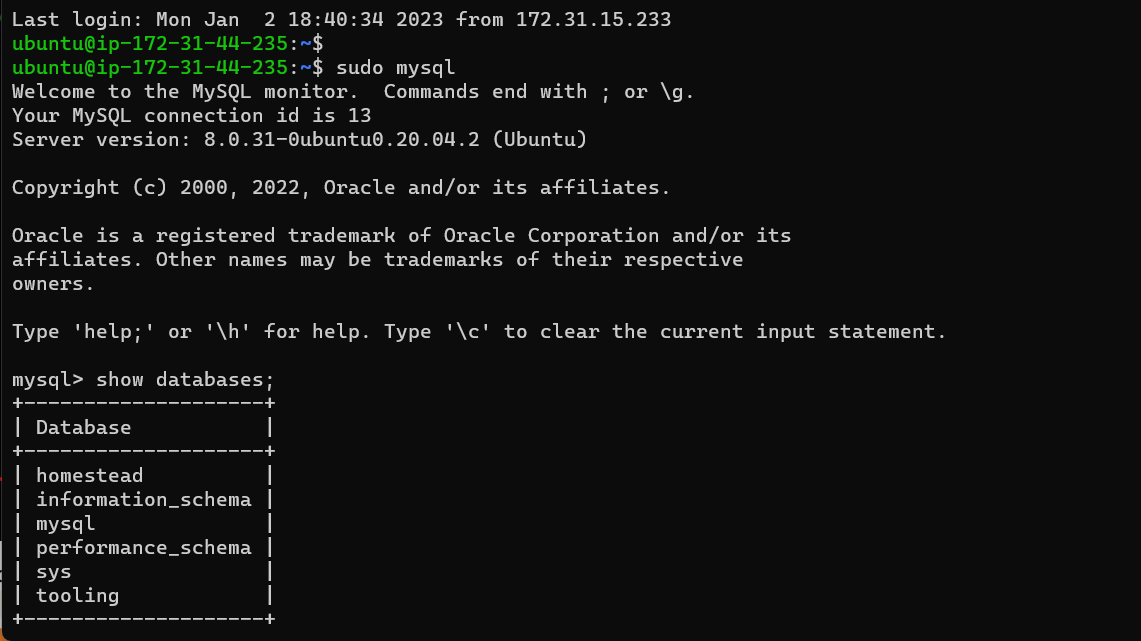 Last login: Mon Jan  2 18:40:34 2023 from 172.31.15.233
ubuntu@ip-172-31-44-235:~$
ubuntu@ip-172-31-44-235:~$ sudo mysql
Welcome to the MySQL monitor.  Commands end with ; or \g.
Your MySQL connection id is 13
Server version: 8.0.31-0ubuntu0.20.04.2 (Ubuntu)

Copyright (c) 2000, 2022, Oracle and/or its affiliates.

Oracle is a registered trademark of Oracle Corporation and/or its
affiliates. Other names may be trademarks of their respective
owners.

Type 'help;' or '\h' for help. Type '\c' to clear the current input statement.

mysql> show databases;
+--------------------+
| Database           |
+--------------------+
| homestead          |
| information_schema |
| mysql              |
| performance_schema |
| sys                |
| tooling            |
+--------------------+